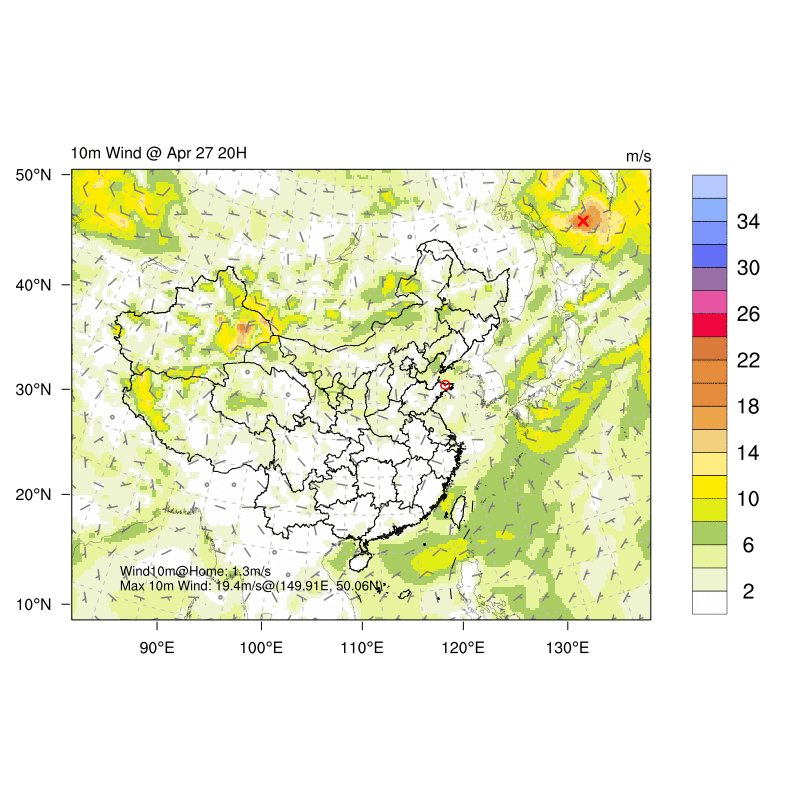 10m Wind @ Apr 27 20H
m/s
50°N
40°N
30°N
20°N
10°N
90°E
100°E
110°E
120°E
130°E
34
30
26
22
18
14
10
6
2
Wind10m@Home: 1.3m/s
Max 10m Wind: 19.4m/s@(149.91E, 50.06N)